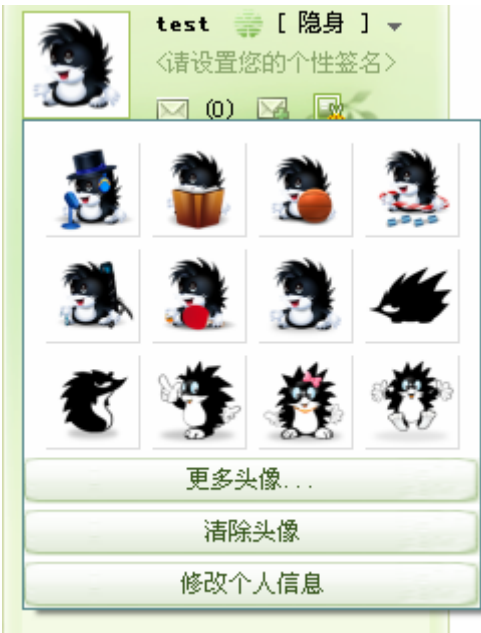 test [ 隐身 ]
<请设置您的个性签名>
(0)
更多头像...
清除头像
修改个人信息